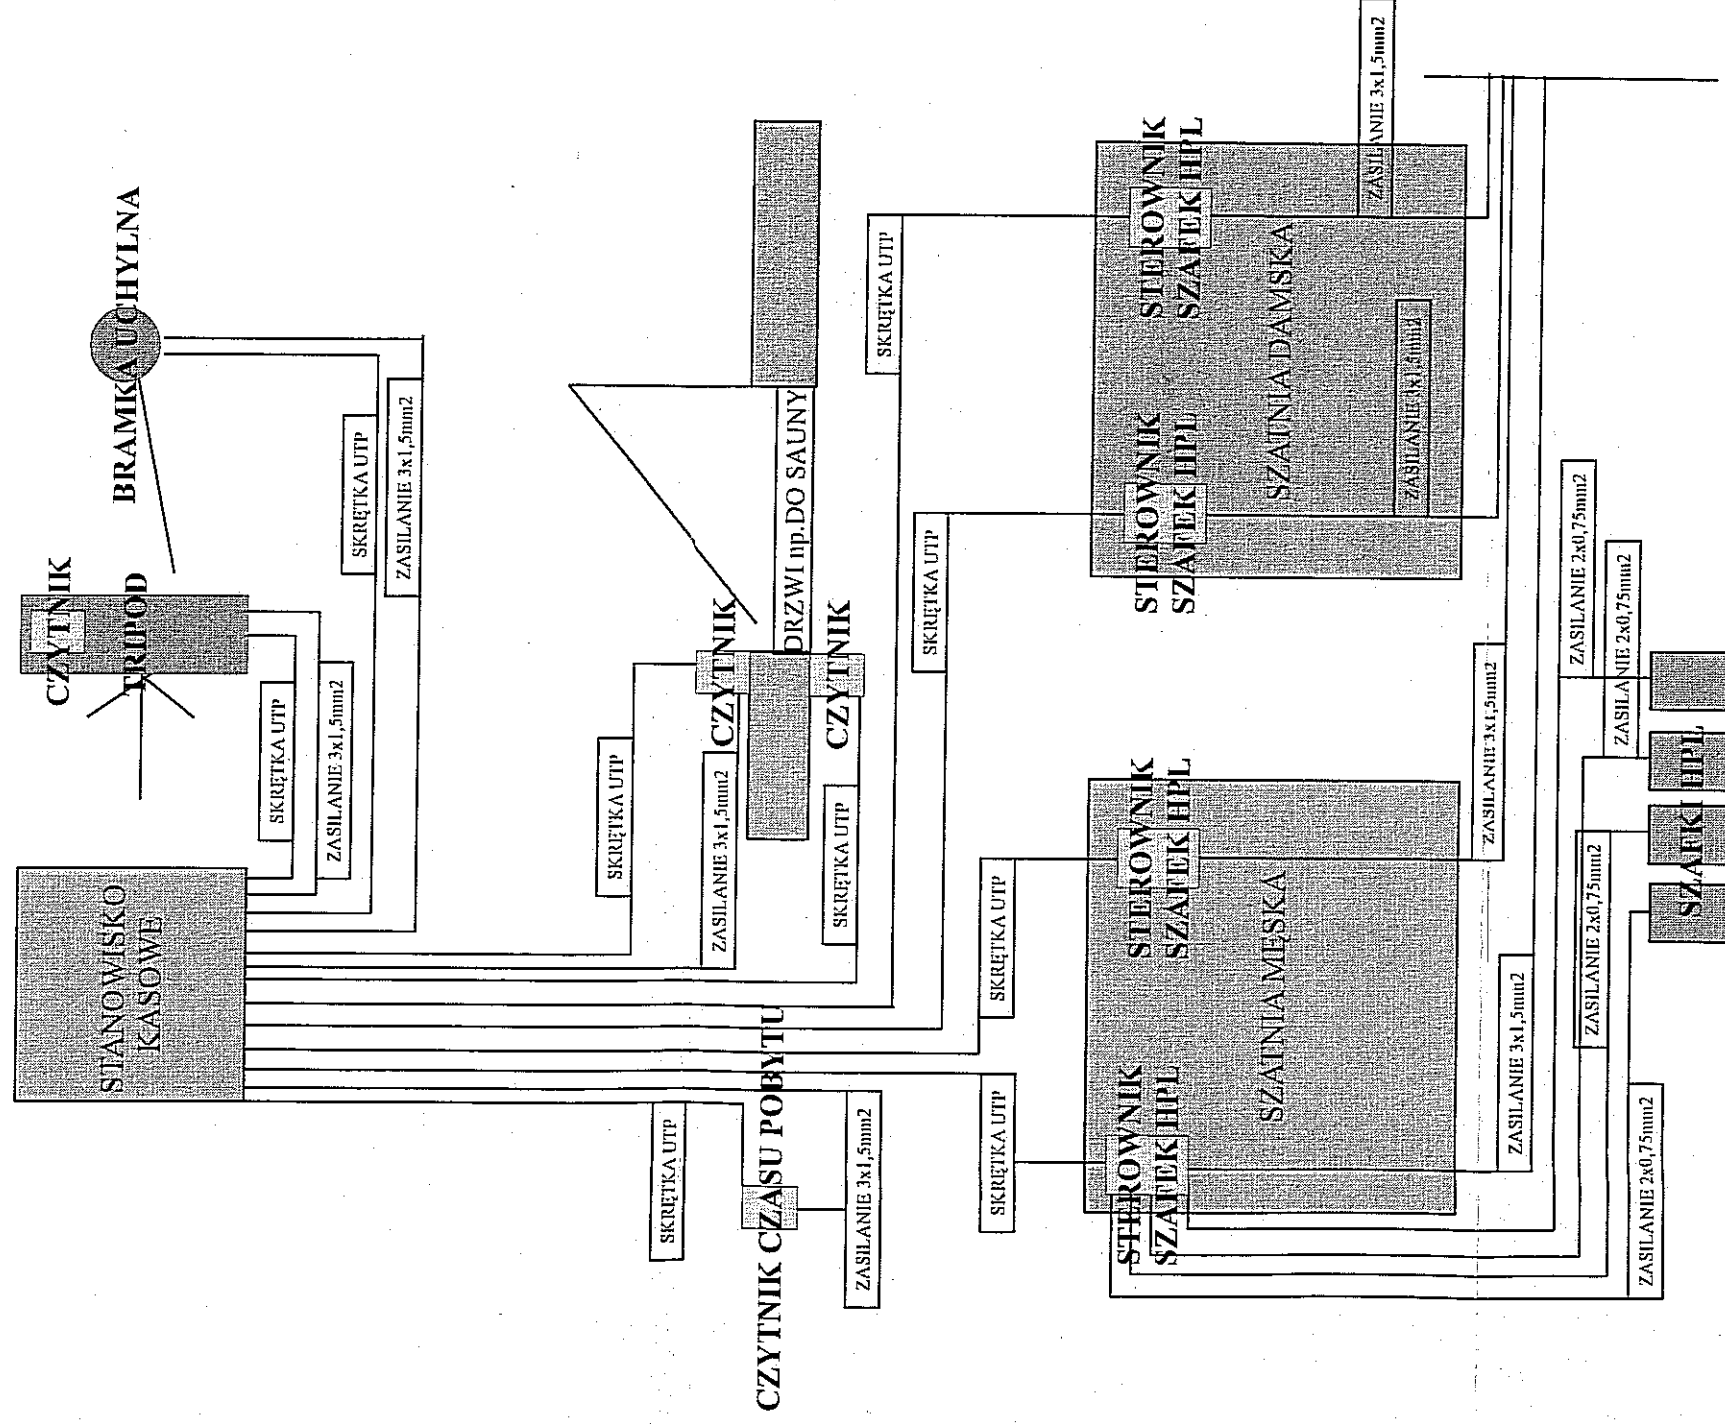 CZYTNIK
STANOWISKO
KASOWE
TRIPOD
BRAMKA UCHYLNA
SKRĘTKA UTP
ZASILANIE 3x1,5mm2
SKRĘTKA UTP
ZASILANIE 3x1,5mm2
SKRĘTKA UTP
SKRĘTKA UTP
ZASILANIE 3x1,5mm2
CZYTNIK
CZYTNIK CZASU POBYTU
DRZWI np.DO SAUNY
SKRĘTKA UTP
CZYTNIK
ZASILANIE 3x1,5mm2
SKRĘTKA UTP
SKRĘTKA UTP
SKRĘTKA UTP
SKRĘTKA UTP
STEROWNIK
SZAFEK HPL
STEROWNIK
SZAFEK HPL
STEROWNIK
SZAFEK HPL
STEROWNIK
SZAFEK HPL
SZATNIA MĘSKA
SZATNIA DAMSKA
ZASILANIE 3x1,5mm2
ZASILANIE 3x1,5mm2
ZASILANIE 3x1,5mm2
ZASILANIE 3x1,5mm2
ZASILANIE 2x0,75mm2
ZASILANIE 2x0,75mm2
ZASILANIE 2x0,75mm2
ZASILANIE 2x0,75mm2
SZAFKI HPL